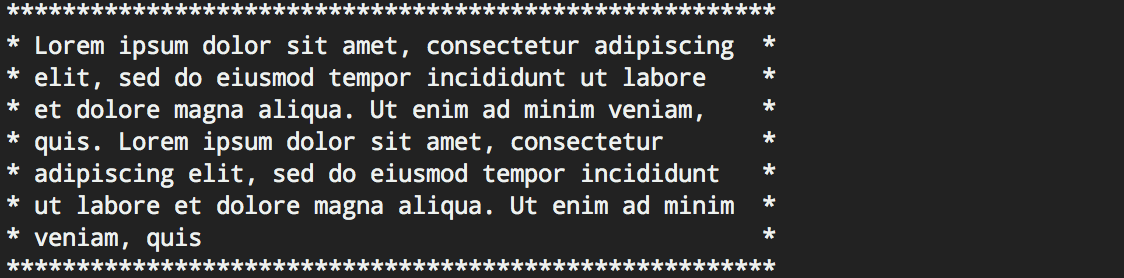 *******************************************************
* Lorem ipsum dolor sit amet, consectetur adipiscing  *
* elit, sed do eiusmod tempor incididunt ut labore    *
* et dolore magna aliqua. Ut enim ad minim veniam,    *
* quis. Lorem ipsum dolor sit amet, consectetur       *
* adipiscing elit, sed do eiusmod tempor incididunt   *
* ut labore et dolore magna aliqua. Ut enim ad minim  *
* veniam, quis                                        *
*******************************************************